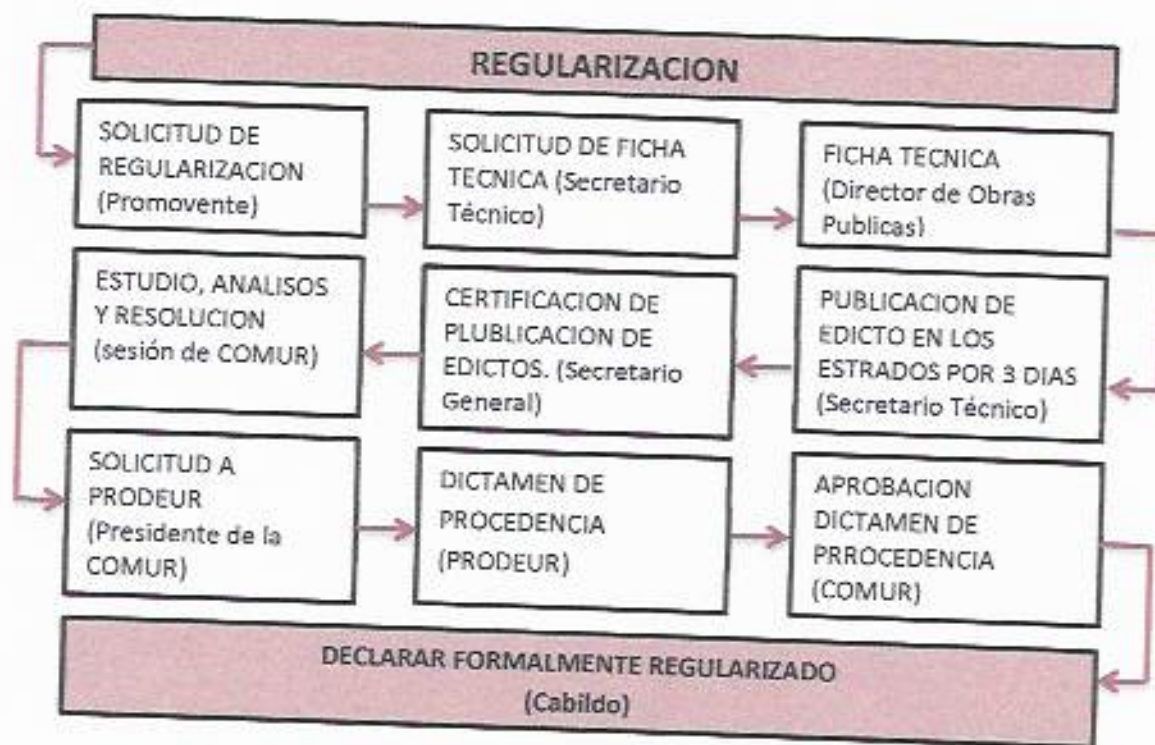 REGULARIZACION
SOLICITUD DE
REGULARIZACION
(Promovente)
SOLICITUD DE FICHA
TECNICA (Secretario
Técnico)
FICHA TECNICA
(Director de Obras
Publicas)
PUBLICACION DE
EDICTO EN LOS
ESTRADOS POR 3 DIAS
(Secretario Técnico)
CERTIFICACION DE
PLUBLICACION DE
EDICTOS. (Secretario
General)
ESTUDIO, ANALISOS
Y RESOLUCION
(sesión de COMUR)
SOLICITUD A
PRODEUR
(Presidente de la
COMUR)
DICTAMEN DE
PROCEDENCIA
(PRODEUR)
APROBACION
DICTAMEN DE
PRROCEDENCIA
(COMUR)
DECLARAR FORMALMENTE REGULARIZADO
(Cabildo)